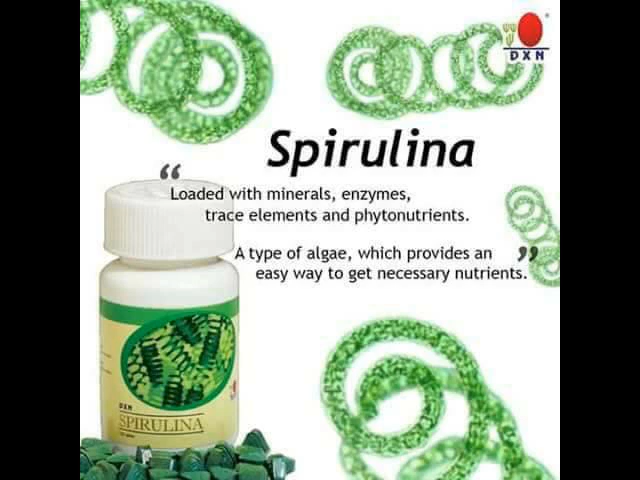 DXN
Spirulina
“
Loaded with minerals, enzymes,
trace elements and phytonutrients.
A type of algae, which provides an
easy way to get necessary nutrients.
”
DXN
SPIRULINA